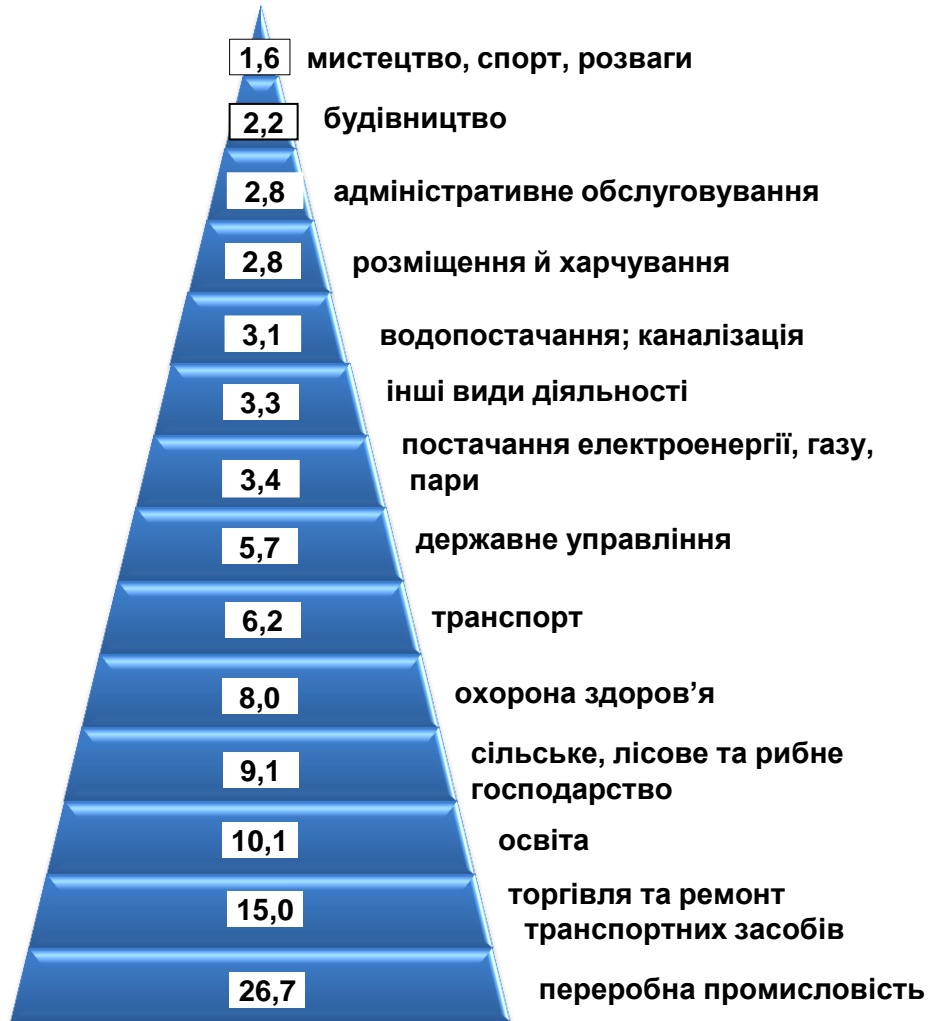 1,6 мистецтво, спорт, розваги
2,2 будівництво
2,8 адміністративне обслуговування
2,8 розміщення й харчування
3,1 водопостачання; каналізація
3,3 інші види діяльності
постачання електроенергії, газу,
3,4 пари
5,7 державне управління
6,2 транспорт
8,0 охорона здоров’я
сільське, лісове та рибне
9,1 господарство
10,1 освіта
15,0 торгівля та ремонт
транспортних засобів
26,7 переробна промисловість